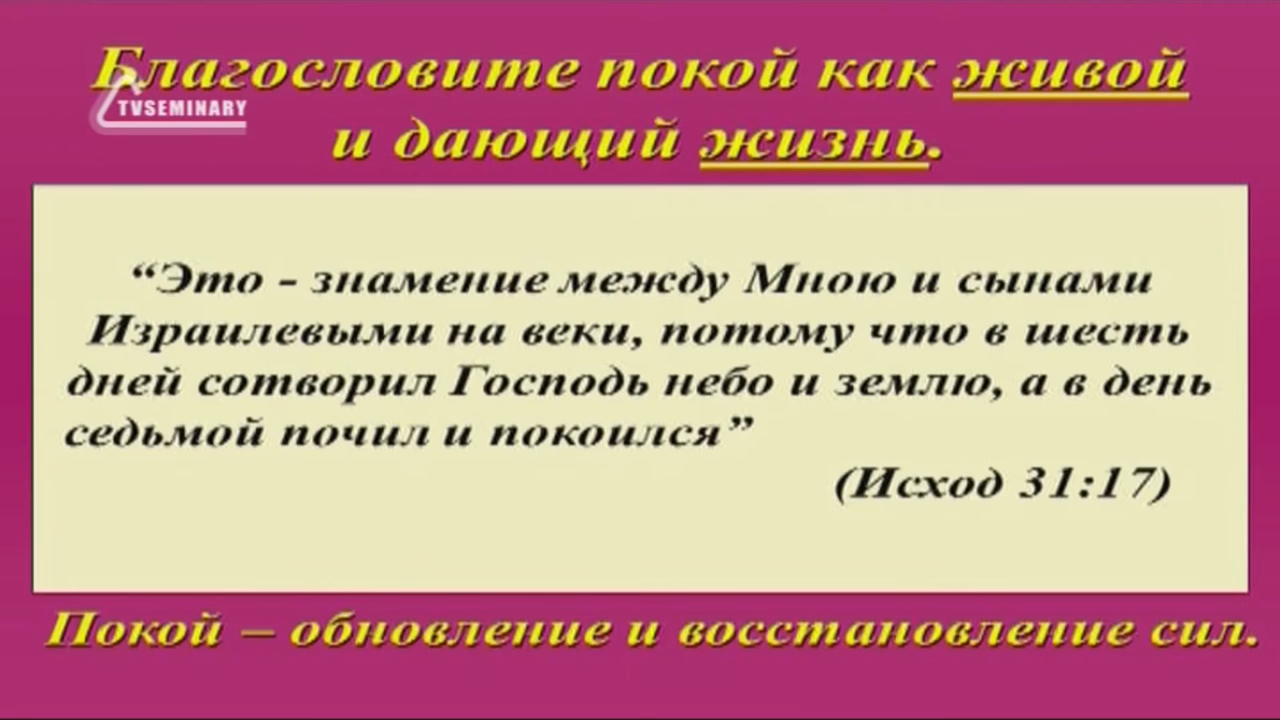 Благословите покой как живой
TVSEMINARY
и дающий жизнь.
“Это - знамение между Мною и сынами
Израилевыми на веки, потому что в шесть
дней сотворил Господь небо и землю, а в день
седьмой почил и покоился”
(Исход 31:17)
Покой – обновление и восстановление сил.